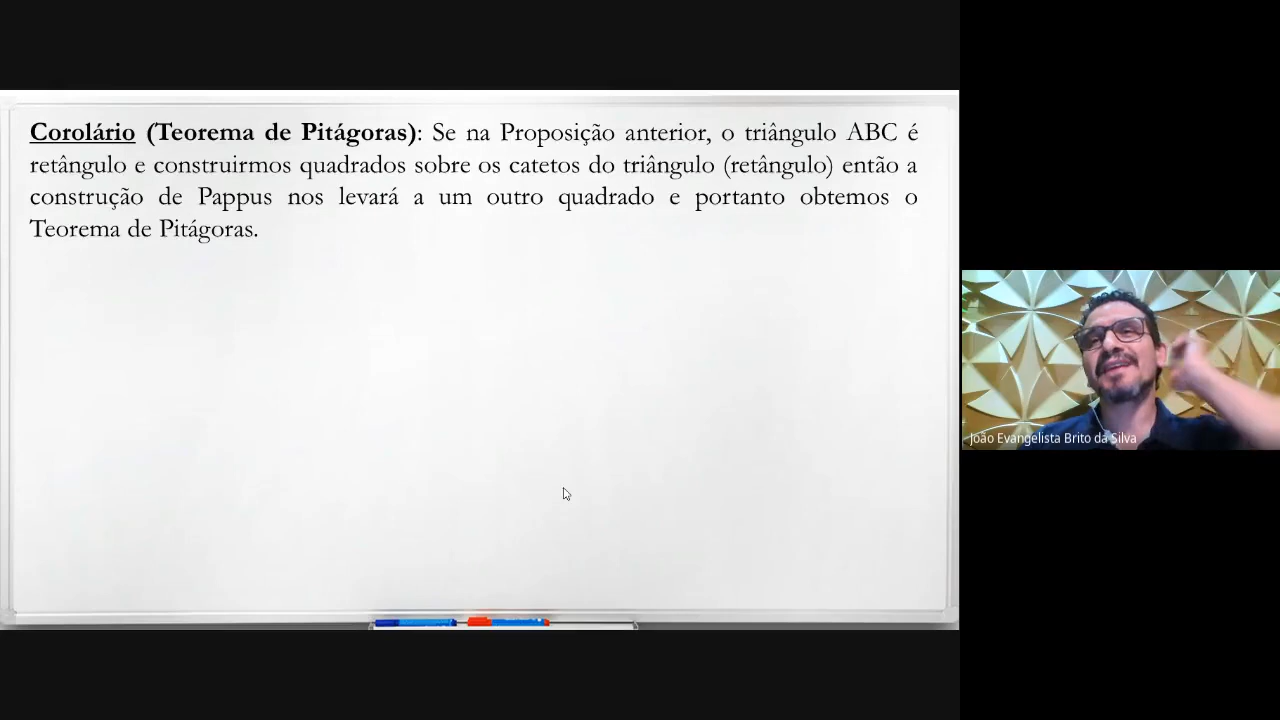 Corolário (Teorema de Pitágoras): Se na Proposição anterior, o triângulo ABC é
retângulo e construirmos quadrados sobre os catetos do triângulo (retângulo) então a
construção de Pappus nos levará a um outro quadrado e portanto obtemos o
Teorema de Pitágoras.
João Evangelista Brito da Silva